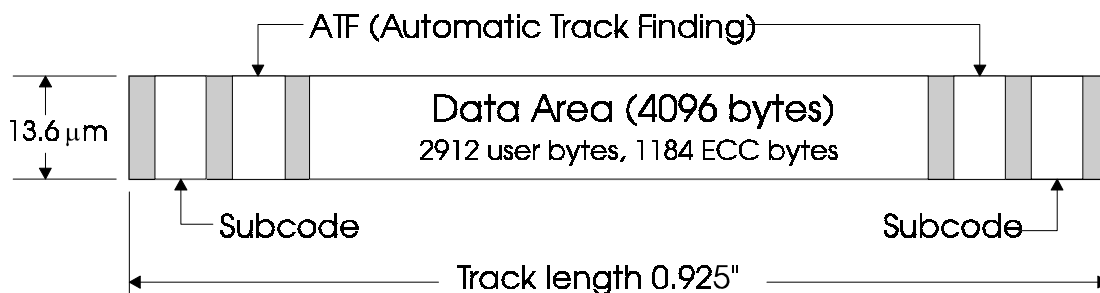 ATF (Automatic Track Finding)
Data Area (4096 bytes)
13.6 μm
2912 user bytes, 1184 ECC bytes
Subcode
Subcode
Track length 0.925"